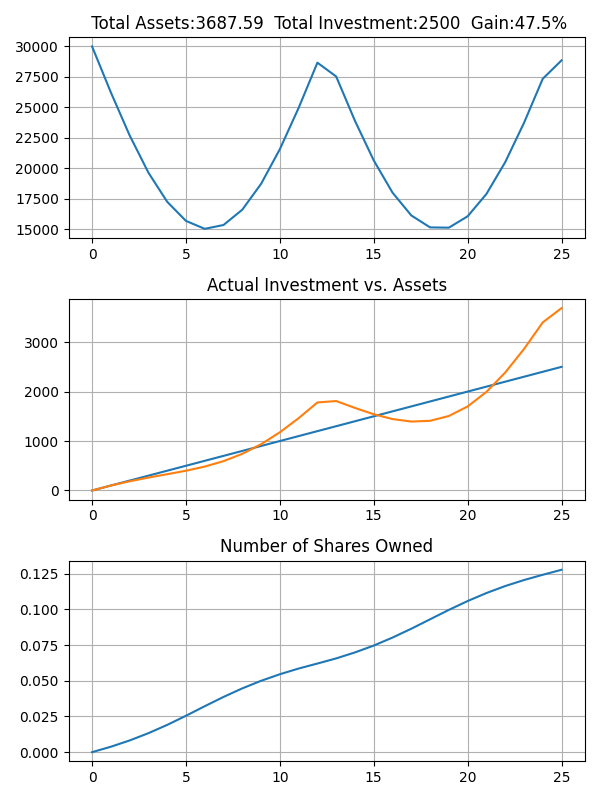 Total Assets:3687.59  Total Investment:2500  Gain:47.5%
30000
27500
25000
22500
20000
17500
15000
0 5 10 15 20 25
Actual Investment vs. Assets
3000
2000
1000
0
0 5 10 15 20 25
Number of Shares Owned
0.125
0.100
0.075
0.050
0.025
0.000
0 5 10 15 20 25